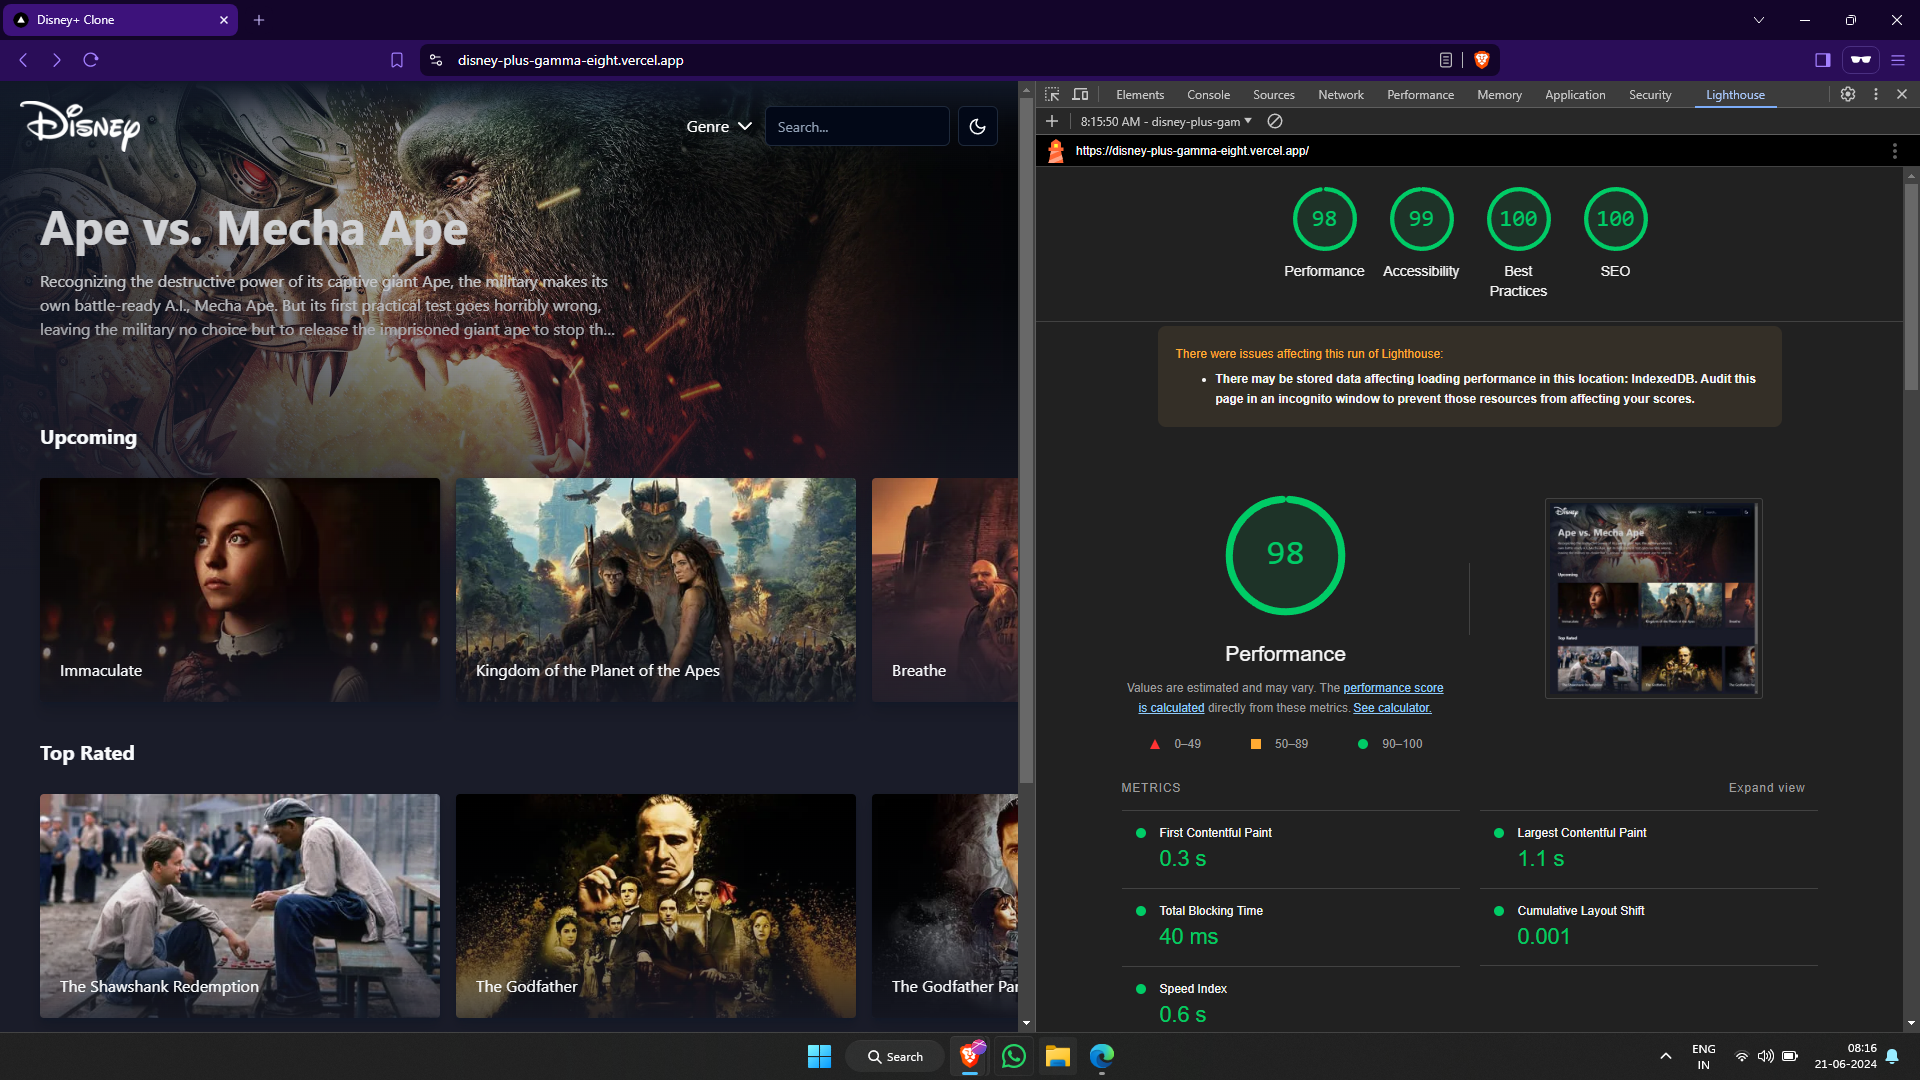 Disney+ Clone
disney-plus-gamma-eight.vercel.app
Disney
Genre
Search...
Ape vs. Mecha Ape
Recognizing the destructive power of its captive giant Ape, the military makes its
own battle-ready A.I., Mecha Ape. But its first practical test goes horribly wrong,
leaving the military no choice but to release the imprisoned giant ape to stop th...
Upcoming
Immaculate
Kingdom of the Planet of the Apes
Breathe
Top Rated
The Shawshank Redemption
The Godfather
The Godfather Par
Elements Console Sources Network Performance Memory Application Security Lighthouse
8:15:50 AM - disney-plus-gam
https://disney-plus-gamma-eight.vercel.app/
98 99 100 100
Performance Accessibility Best Practices SEO
There were issues affecting this run of Lighthouse:
• There may be stored data affecting loading performance in this location: IndexedDB. Audit this
page in an incognito window to prevent those resources from affecting your scores.
98
Performance
Values are estimated and may vary. The performance score
is calculated directly from these metrics. See calculator.
0–49 50–89 90–100
Disney
Ape vs. Mecha Ape
Upcoming
Top Rated
METRICS Expand view
First Contentful Paint
0.3 s
Largest Contentful Paint
1.1 s
Total Blocking Time
40 ms
Cumulative Layout Shift
0.001
Speed Index
0.6 s
Search
ENG
IN
08:16
21-06-2024